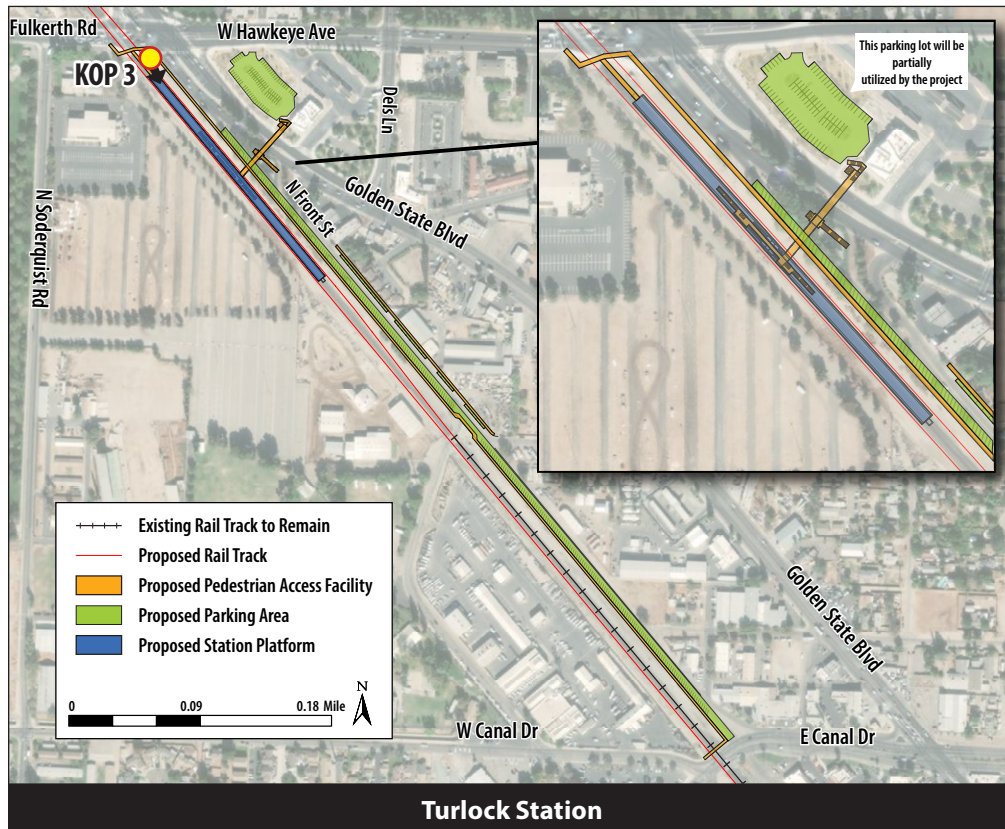 Fulkerth Rd
W Hawkeye Ave
KOP 3
Dels Ln
This parking lot will be
partially
utilized by the project
N Soderquist Rd
N Front St
Golden State Blvd
Existing Rail Track to Remain
Proposed Rail Track
Proposed Pedestrian Access Facility
Proposed Parking Area
Proposed Station Platform
N
0 0.09 0.18 Mile
Golden State Blvd
W Canal Dr
E Canal Dr
Turlock Station